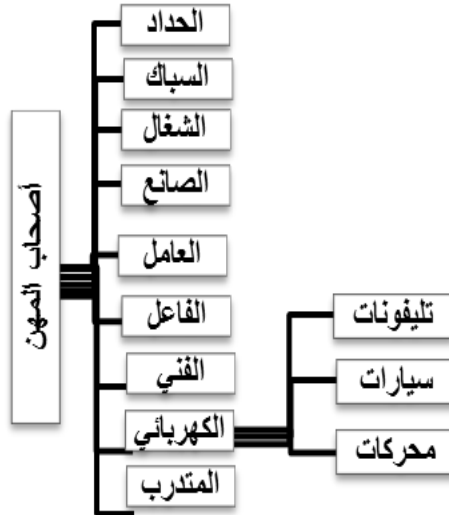 أصحاب المهن
الحداد
السباك
الشغال
الصانع
العامل
الفاعل
الفني
الكهربائي
المتدرب
تليفونات
سيارات
محركات